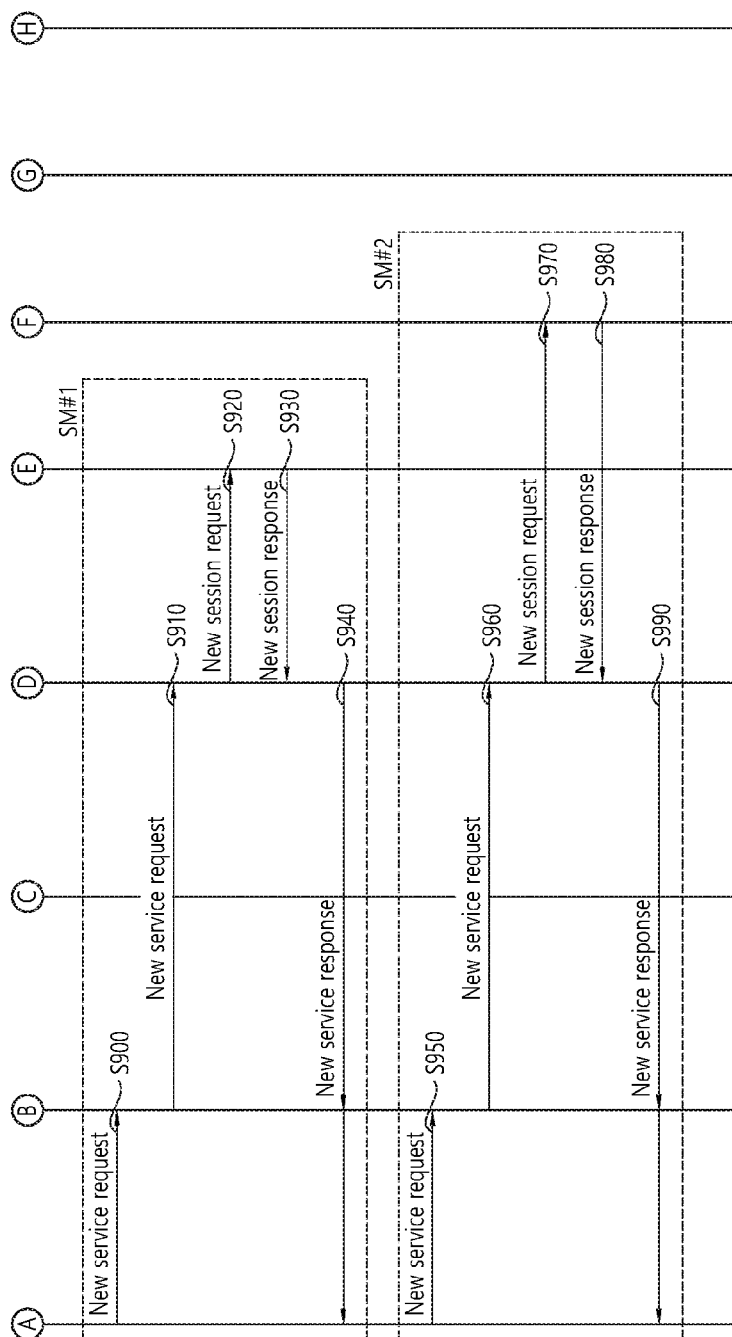 A
B
C
D
E
F
G
H
SM#1
New service request
S900
New service request
S910
New session request
S920
New session response
S930
New service response
S940
SM#2
New service request
S950
New service request
S960
New session request
S970
New session response
S980
New service response
S990